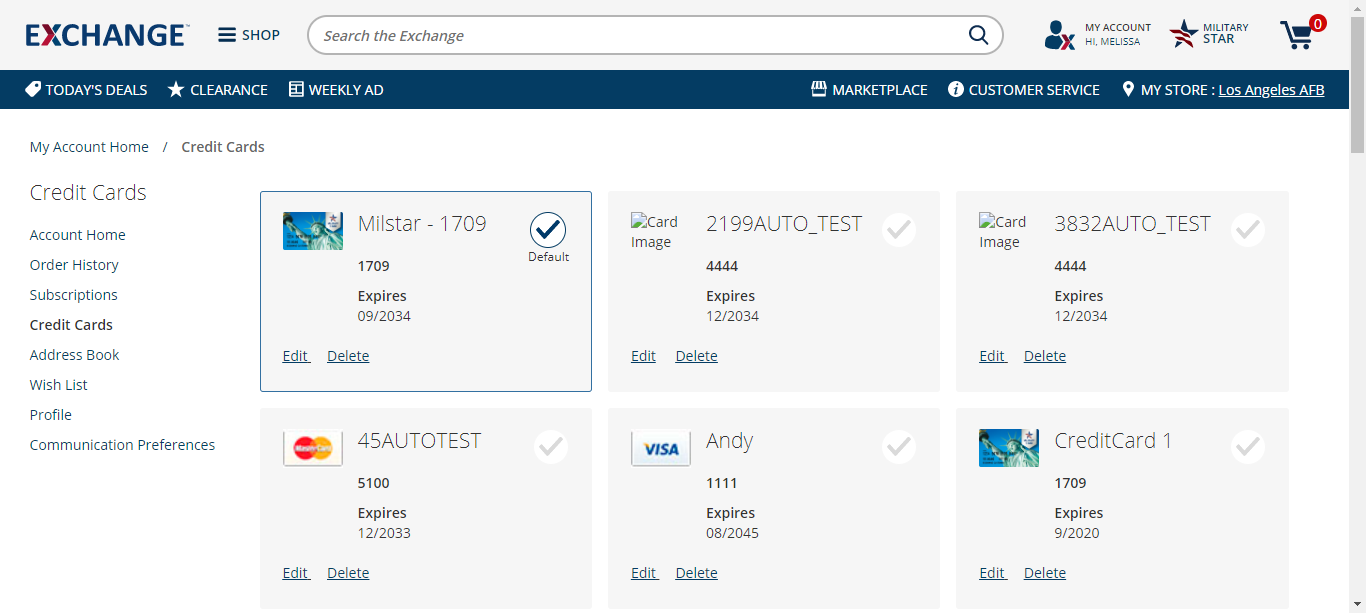 EXCHANGE™
SHOP
Search the Exchange
MY ACCOUNT
HI, MELISSA
MILITARY
STAR
0
TODAY'S DEALS
CLEARANCE
WEEKLY AD
MARKETPLACE
CUSTOMER SERVICE
MY STORE : Los Angeles AFB
My Account Home / Credit Cards
Credit Cards
Account Home
Order History
Subscriptions
Credit Cards
Address Book
Wish List
Profile
Communication Preferences
Milstar - 1709
Default
1709
Expires
09/2034
Edit Delete
Card
Image
2199AUTO_TEST
4444
Expires
12/2034
Edit Delete
Card
Image
3832AUTO_TEST
4444
Expires
12/2034
Edit Delete
MasterCard
45AUTOTEST
5100
Expires
12/2033
Edit Delete
VISA
Andy
1111
Expires
08/2045
Edit Delete
CreditCard 1
1709
Expires
9/2020
Edit Delete